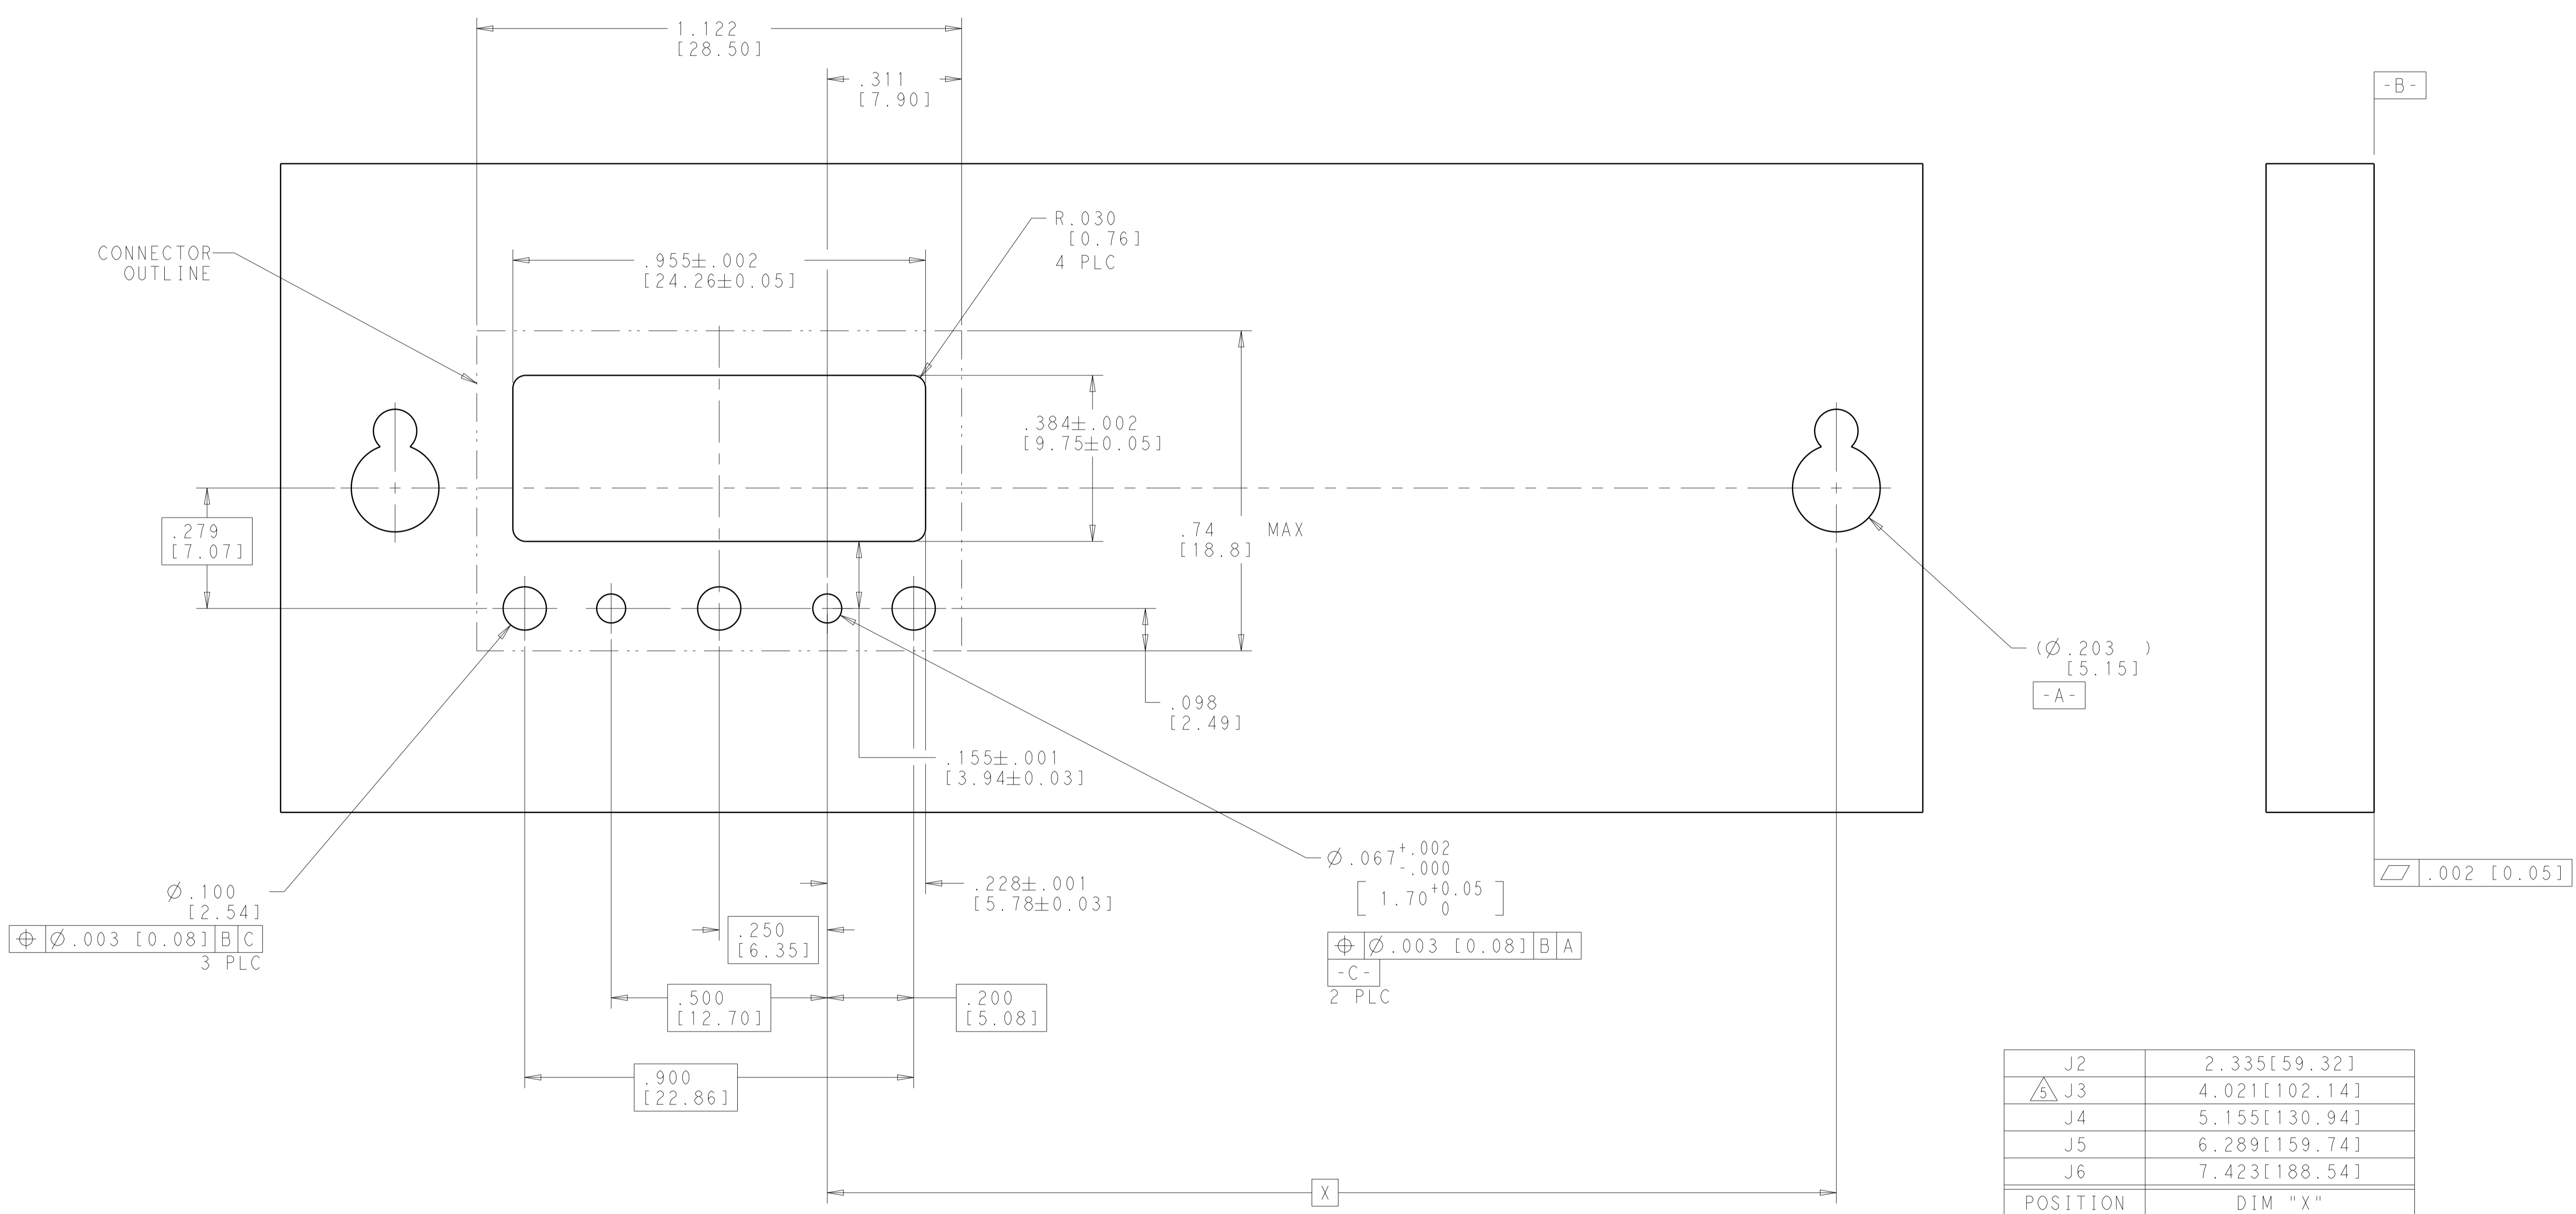 1.122
[28.50]
.311
[7.90]
-B-
R.030
[0.76]
4 PLC
CONNECTOR
OUTLINE
.955±.002
[24.26±0.05]
.384±.002
[9.75±0.05]
.279
[7.07]
.74 MAX
[18.8]
(Ø.203 )
[5.15]
-A-
.098
[2.49]
.155±.001
[3.94±0.03]
Ø.067 +.002
-.000
[1.70 +0.05
0]
⌖ Ø.003 [0.08] B A
-C-
2 PLC
⏥ .002 [0.05]
Ø.100
[2.54]
⌖ Ø.003 [0.08] B C
3 PLC
.228±.001
[5.78±0.03]
.250
[6.35]
.500
[12.70]
.200
[5.08]
.900
[22.86]
X
J2 2.335[59.32]
5 J3 4.021[102.14]
J4 5.155[130.94]
J5 6.289[159.74]
J6 7.423[188.54]
POSITION DIM "X"